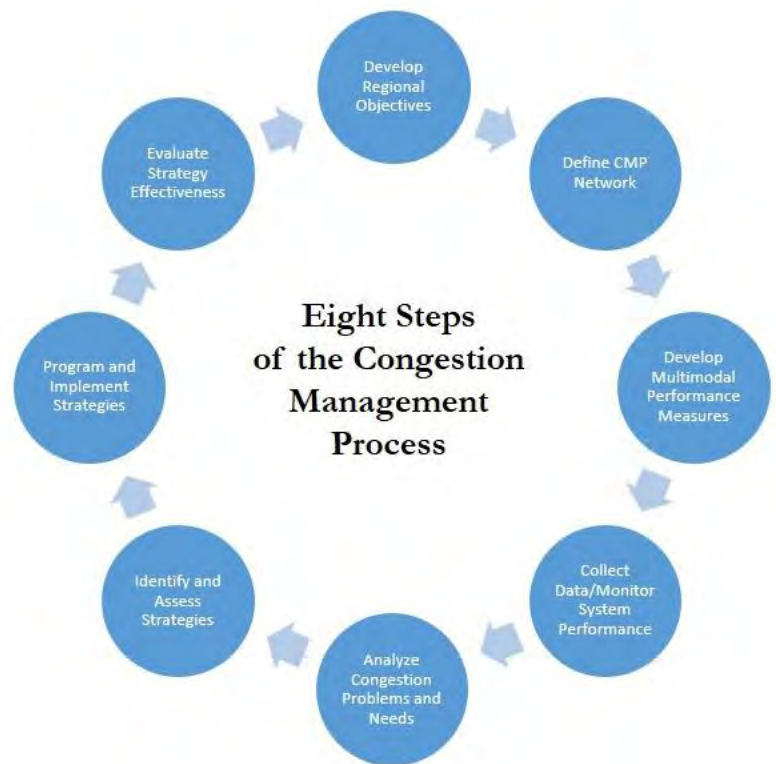 Develop
Regional
Objectives
Define CMP
Network
Develop
Multimodal
Performance
Measures
Collect
Data/Monitor
System
Performance
Analyze
Congestion
Problems and
Needs
Identify and
Assess
Strategies
Program and
Implement
Strategies
Evaluate
Strategy
Effectiveness
Eight Steps
of the Congestion
Management
Process